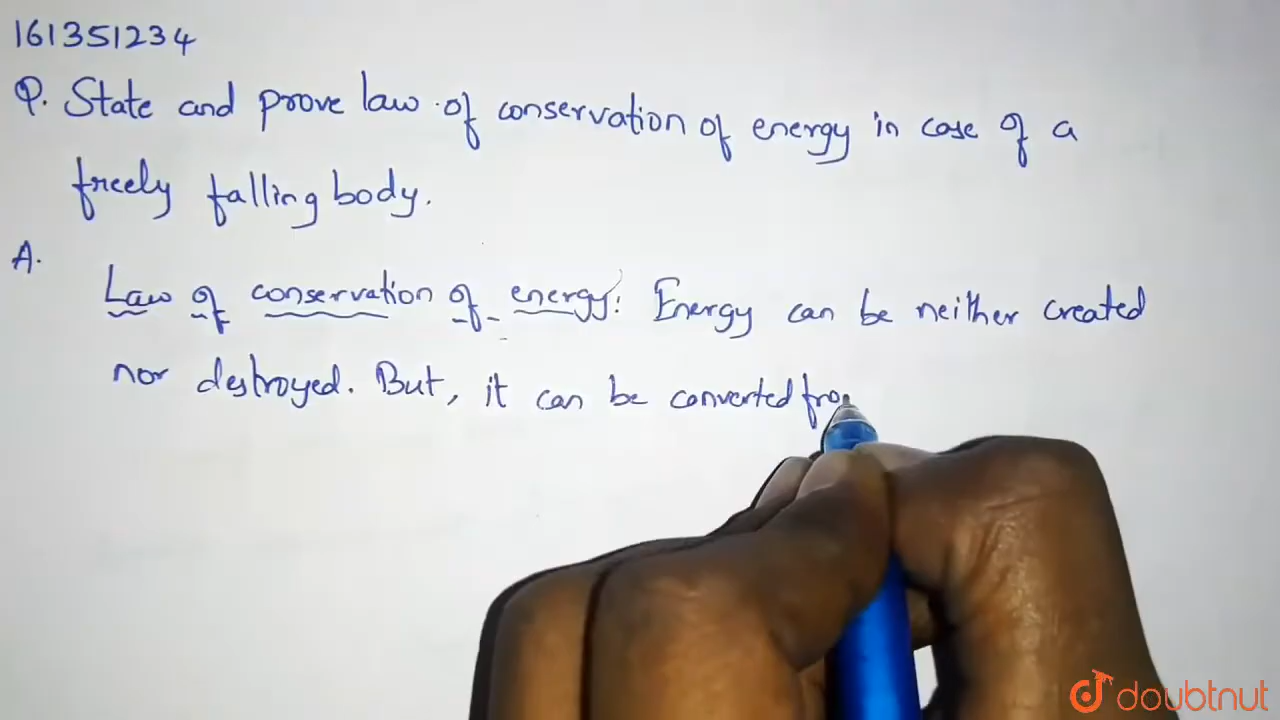 161351234
Q. State and prove law of conservation of energy in case of a
freely falling body.
A.
Law of conservation of energy: Energy can be neither created
nor destroyed. But, it can be converted fro
doubtnut